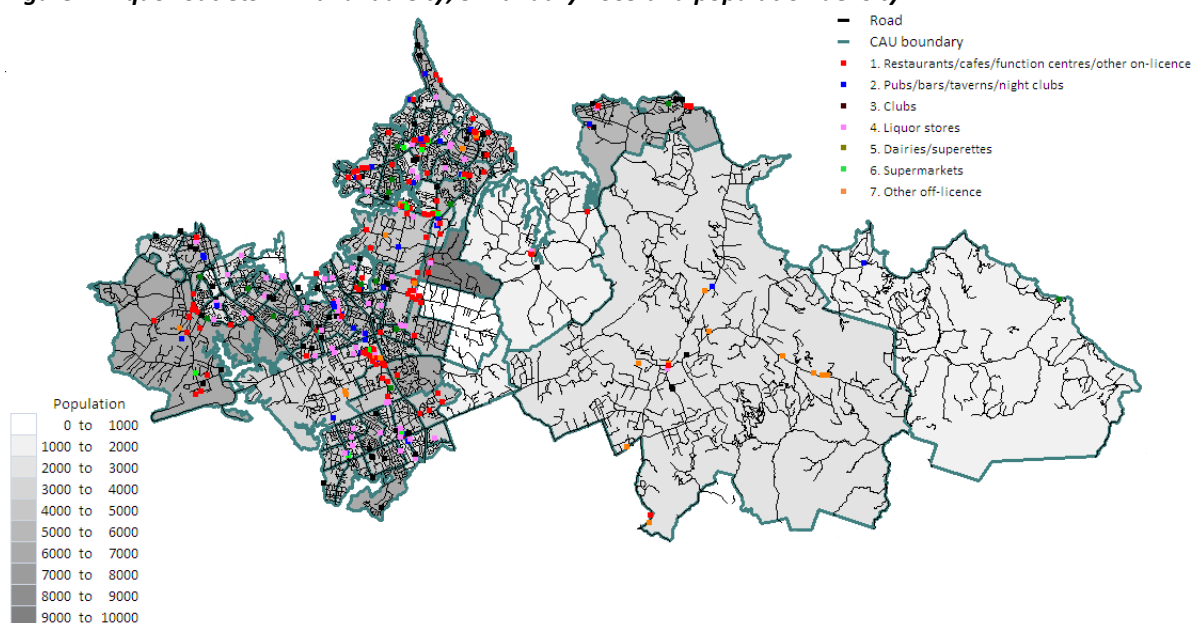 Road
CAU boundary
1. Restaurants/cafes/function centres/other on-licence
2. Pubs/bars/taverns/night clubs
3. Clubs
4. Liquor stores
5. Dairies/superettes
6. Supermarkets
7. Other off-licence
Population
0 to 1000
1000 to 2000
2000 to 3000
3000 to 4000
4000 to 5000
5000 to 6000
6000 to 7000
7000 to 8000
8000 to 9000
9000 to 10000